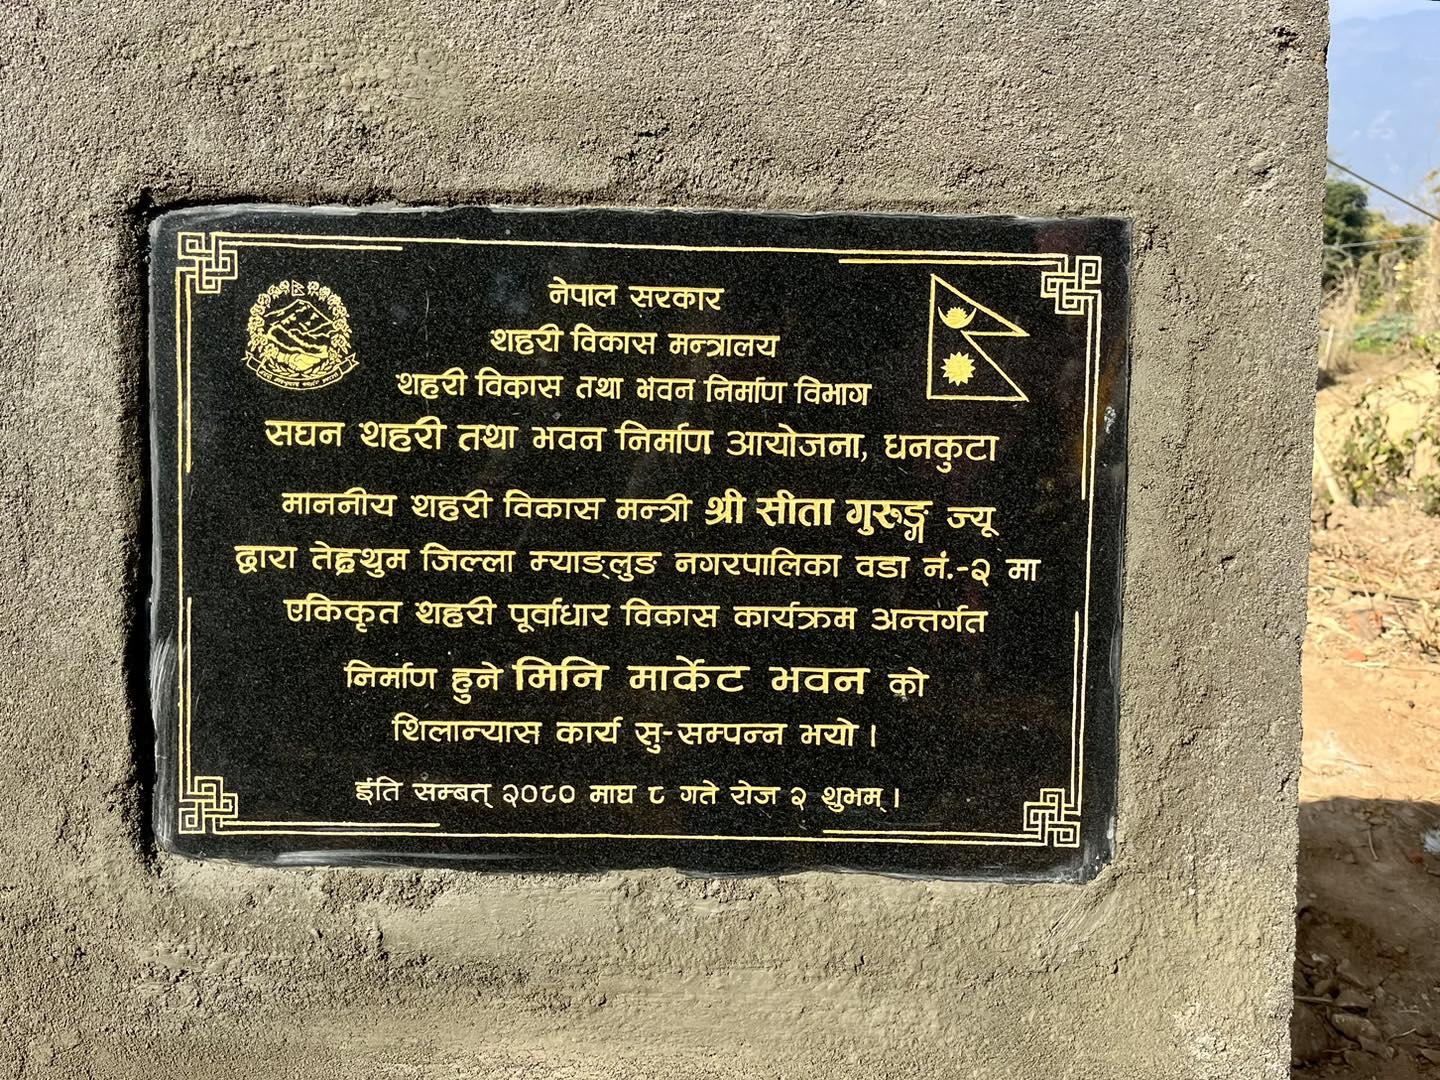 नेपाल सरकार
शहरी विकास मन्त्रालय
शहरी विकास तथा भवन निर्माण विभाग
सघन शहरी तथा भवन निर्माण आयोजना, धनकुटा
माननीय शहरी विकास मन्त्री श्री सीता गुरुङ्ग ज्यू
द्वारा तेह्रथुम जिल्ला म्याङ्लुङ नगरपालिका वडा नं.-२ मा
एकिकृत शहरी पूर्वाधार विकास कार्यक्रम अन्तर्गत
निर्माण हुने मिनि मार्केट भवन को
शिलान्यास कार्य सु-सम्पन्न भयो ।
इति सम्बत् २०८० माघ ८ गते रोज २ शुभम् ।